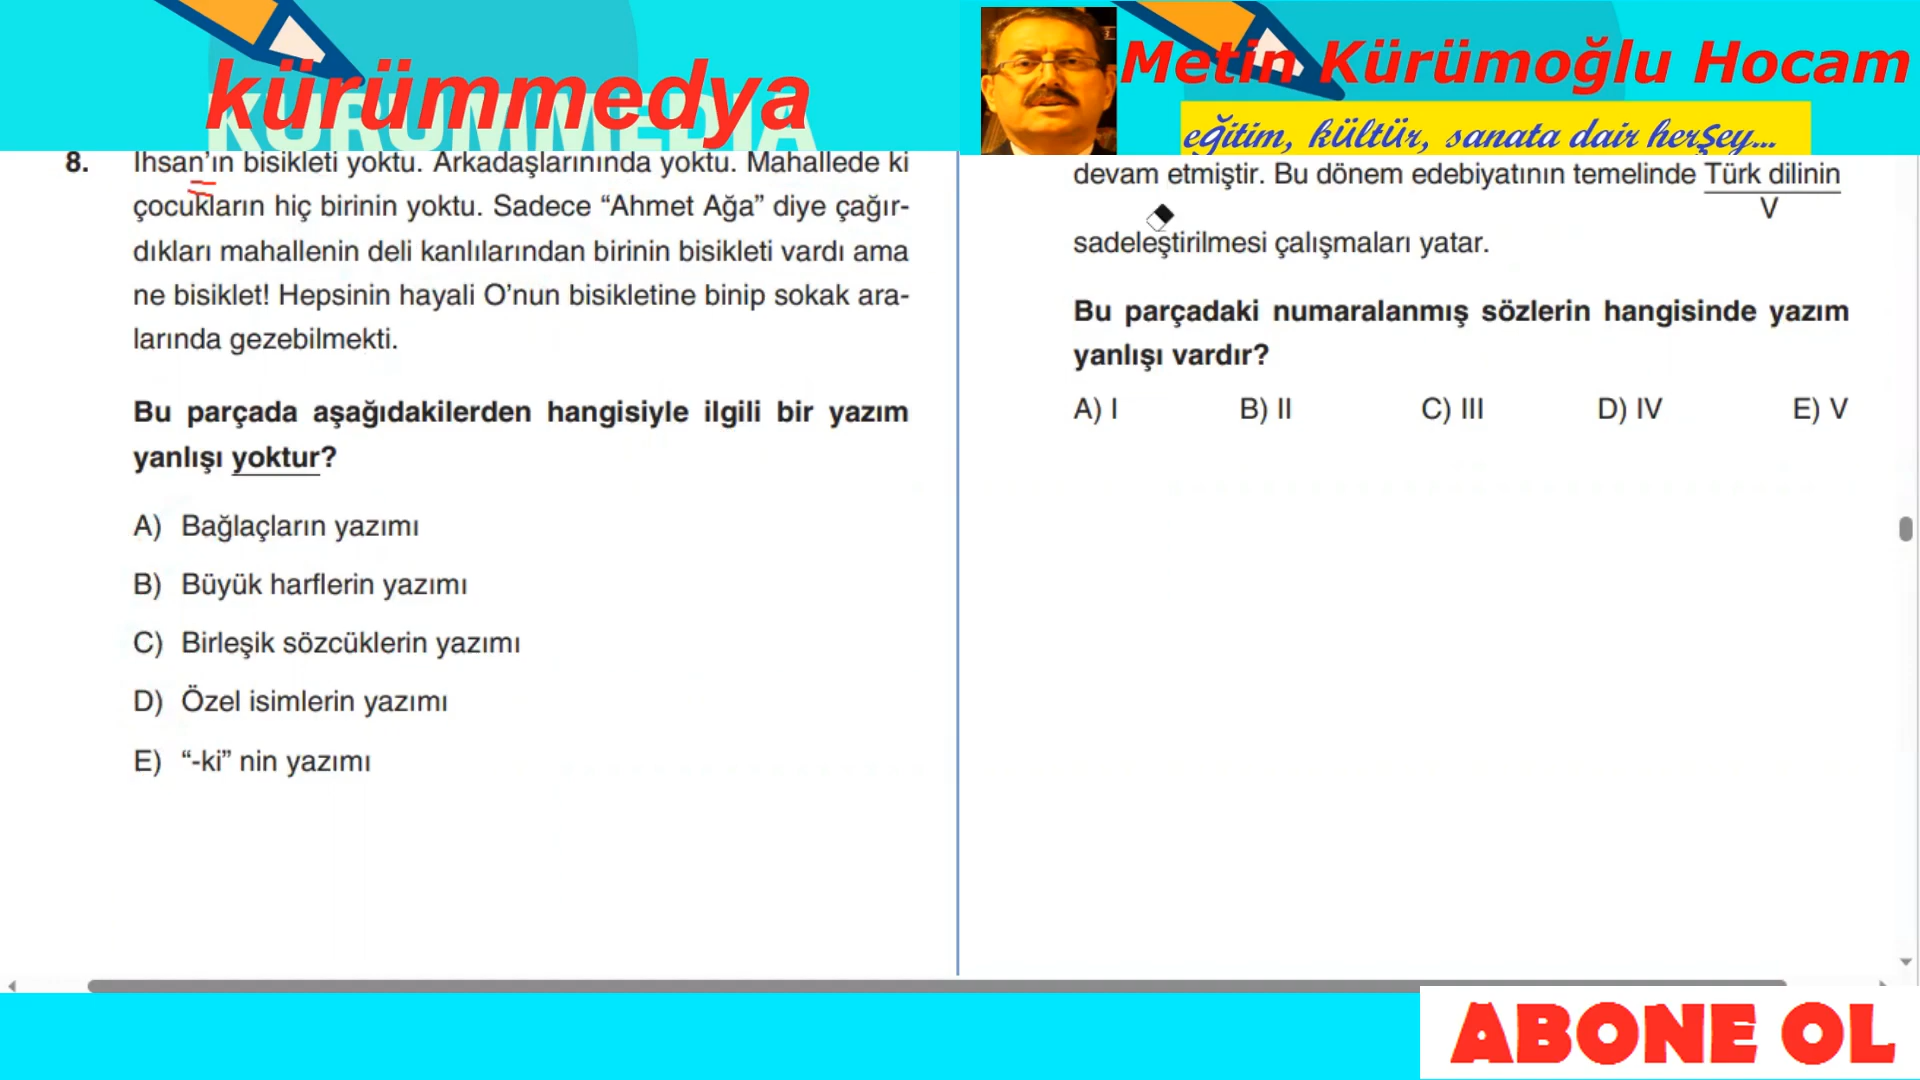 kürümmedya
KURUMMEDIA
Metin Kürümoğlu Hocam
eğitim, kültür, sanata dair herşey...
8. İhsan’ın bisikleti yoktu. Arkadaşlarınında yoktu. Mahallede ki
çocukların hiç birinin yoktu. Sadece “Ahmet Ağa” diye çağır-
dıkları mahallenin deli kanlılarından birinin bisikleti vardı ama
ne bisiklet! Hepsinin hayali O’nun bisikletine binip sokak ara-
larında gezebilmekti.
Bu parçada aşağıdakilerden hangisiyle ilgili bir yazım
yanlışı yoktur?
A) Bağlaçların yazımı
B) Büyük harflerin yazımı
C) Birleşik sözcüklerin yazımı
D) Özel isimlerin yazımı
E) “-ki” nin yazımı
devam etmiştir. Bu dönem edebiyatının temelinde Türk dilinin
V
sadeleştirilmesi çalışmaları yatar.
Bu parçadaki numaralanmış sözlerin hangisinde yazım
yanlışı vardır?
A) I B) II C) III D) IV E) V
ABONE OL